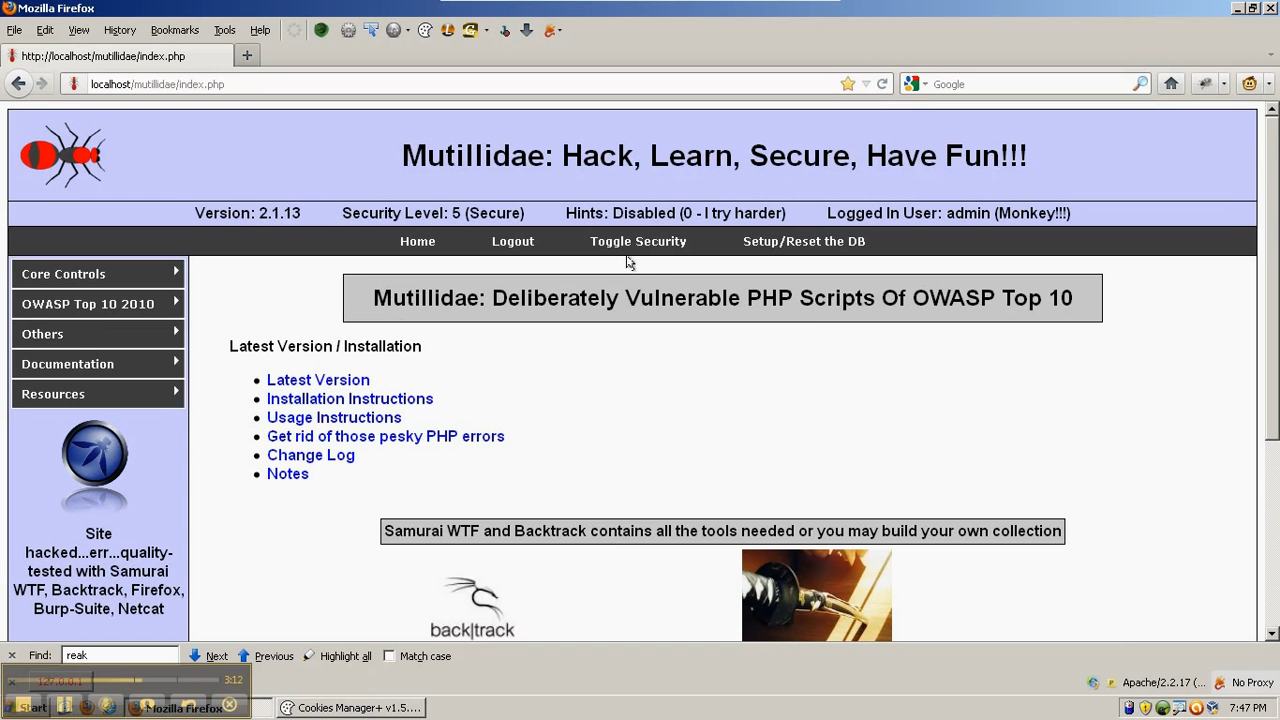 Mozilla Firefox
File Edit View History Bookmarks Tools Help
http://localhost/mutillidae/index.php
localhost/mutillidae/index.php
Google
Mutillidae: Hack, Learn, Secure, Have Fun!!!
Version: 2.1.13 Security Level: 5 (Secure) Hints: Disabled (0 - I try harder) Logged In User: admin (Monkey!!!)
Home Logout Toggle Security Setup/Reset the DB
Core Controls
OWASP Top 10 2010
Others
Documentation
Resources
Site
hacked...err...quality-
tested with Samurai
WTF, Backtrack, Firefox,
Burp-Suite, Netcat
Mutillidae: Deliberately Vulnerable PHP Scripts Of OWASP Top 10
Latest Version / Installation
Latest Version
Installation Instructions
Usage Instructions
Get rid of those pesky PHP errors
Change Log
Notes
Samurai WTF and Backtrack contains all the tools needed or you may build your own collection
back|track
Find: reak Next Previous Highlight all Match case
127.0.0.1 3:12
Apache/2.2.17 (... No Proxy
Start Mozilla Firefox Cookies Manager+ v1.5.... 7:47 PM